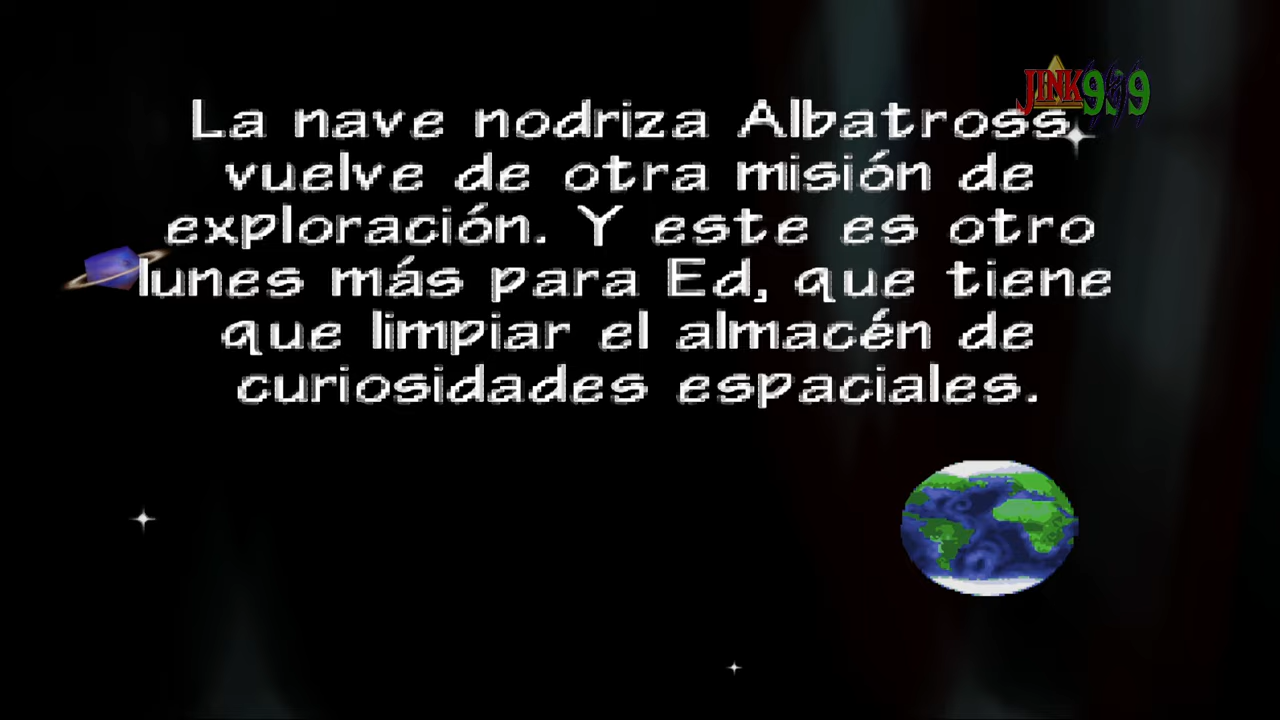 JINK999
La nave nodriza Albatross
vuelve de otra misión de
exploración. Y este es otro
lunes más para Ed, que tiene
que limpiar el almacén de
curiosidades espaciales.